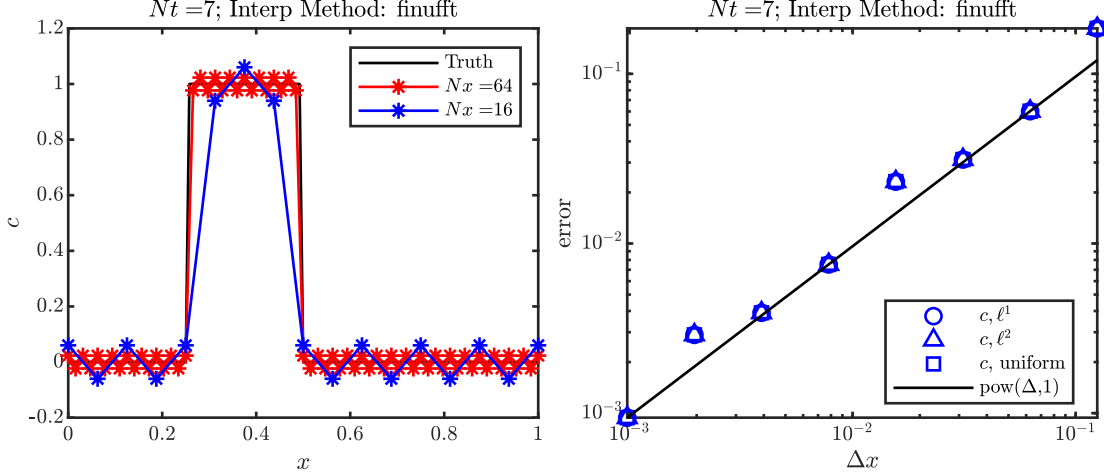 Nt =7; Interp Method: finufft
1.2
1
0.8
0.6
0.4
0.2
0
-0.2
c
0
0.2
0.4
0.6
0.8
1
x
Truth
Nx =64
Nx =16
Nt =7; Interp Method: finufft
10⁻¹
10⁻²
10⁻³
error
10⁻³
10⁻²
10⁻¹
Δx
c, ℓ¹
c, ℓ²
c, uniform
pow(Δ,1)